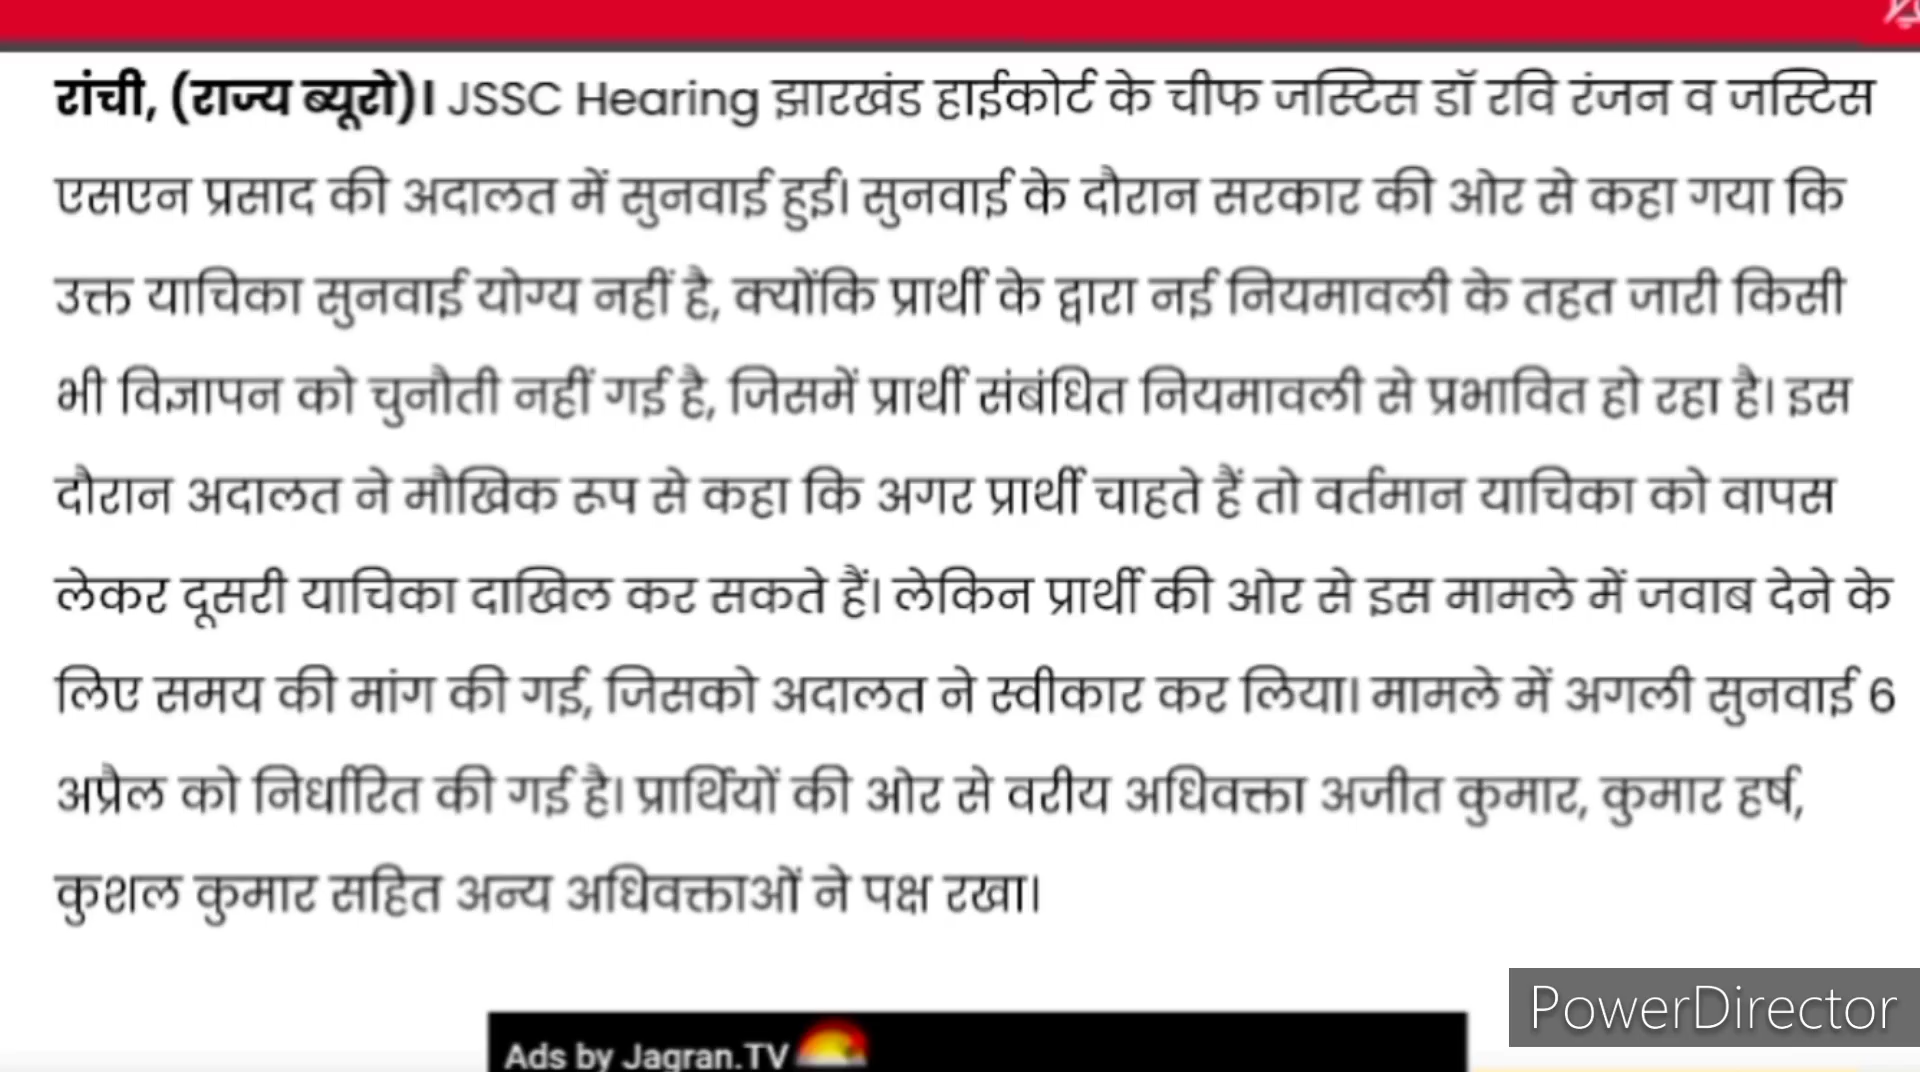 रांची, (राज्य ब्यूरो)। JSSC Hearing झारखंड हाईकोर्ट के चीफ जस्टिस डॉ रवि रंजन व जस्टिस
एसएन प्रसाद की अदालत में सुनवाई हुई। सुनवाई के दौरान सरकार की ओर से कहा गया कि
उक्त याचिका सुनवाई योग्य नहीं है, क्योंकि प्रार्थी के द्वारा नई नियमावली के तहत जारी किसी
भी विज्ञापन को चुनौती नहीं गई है, जिसमें प्रार्थी संबंधित नियमावली से प्रभावित हो रहा है। इस
दौरान अदालत ने मौखिक रूप से कहा कि अगर प्रार्थी चाहते हैं तो वर्तमान याचिका को वापस
लेकर दूसरी याचिका दाखिल कर सकते हैं। लेकिन प्रार्थी की ओर से इस मामले में जवाब देने के
लिए समय की मांग की गई, जिसको अदालत ने स्वीकार कर लिया। मामले में अगली सुनवाई 6
अप्रैल को निर्धारित की गई है। प्रार्थियों की ओर से वरीय अधिवक्ता अजीत कुमार, कुमार हर्ष,
कुशल कुमार सहित अन्य अधिवक्ताओं ने पक्ष रखा।
PowerDirector
Ads by Jagran.TV